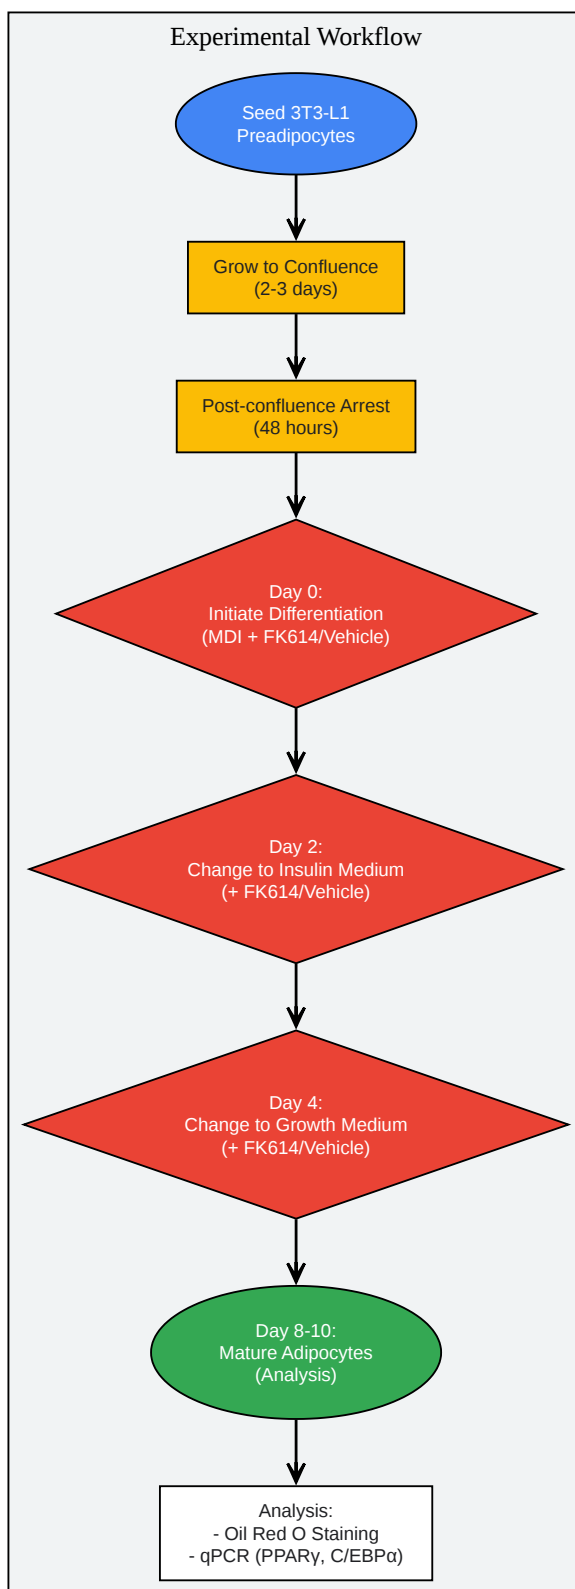 Experimental Workflow
Seed 3T3-L1
Preadipocytes
Grow to Confluence
(2-3 days)
Post-confluence Arrest
(48 hours)
Day 0:
Initiate Differentiation
(MDI + FK614/Vehicle)
Day 2:
Change to Insulin Medium
(+ FK614/Vehicle)
Day 4:
Change to Growth Medium
(+ FK614/Vehicle)
Day 8-10:
Mature Adipocytes
(Analysis)
Analysis:
- Oil Red O Staining
- qPCR (PPARγ, C/EBPα)